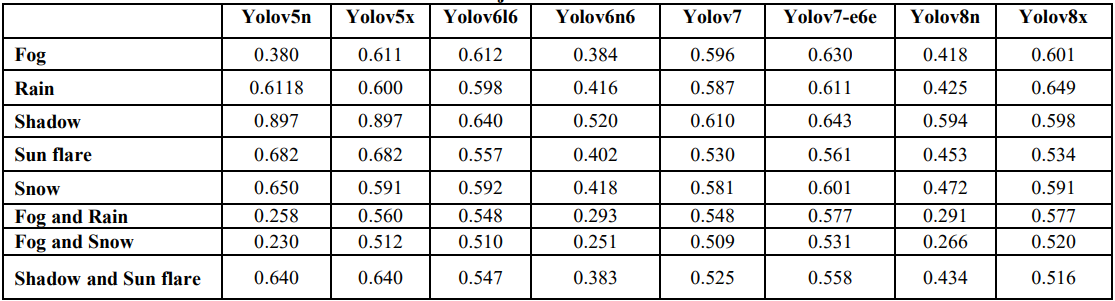 Yolov5n Yolov5x Yolov6l6 Yolov6n6 Yolov7 Yolov7-e6e Yolov8n Yolov8x
Fog 0.380 0.611 0.612 0.384 0.596 0.630 0.418 0.601
Rain 0.6118 0.600 0.598 0.416 0.587 0.611 0.425 0.649
Shadow 0.897 0.897 0.640 0.520 0.610 0.643 0.594 0.598
Sun flare 0.682 0.682 0.557 0.402 0.530 0.561 0.453 0.534
Snow 0.650 0.591 0.592 0.418 0.581 0.601 0.472 0.591
Fog and Rain 0.258 0.560 0.548 0.293 0.548 0.577 0.291 0.577
Fog and Snow 0.230 0.512 0.510 0.251 0.509 0.531 0.266 0.520
Shadow and Sun flare 0.640 0.640 0.547 0.383 0.525 0.558 0.434 0.516